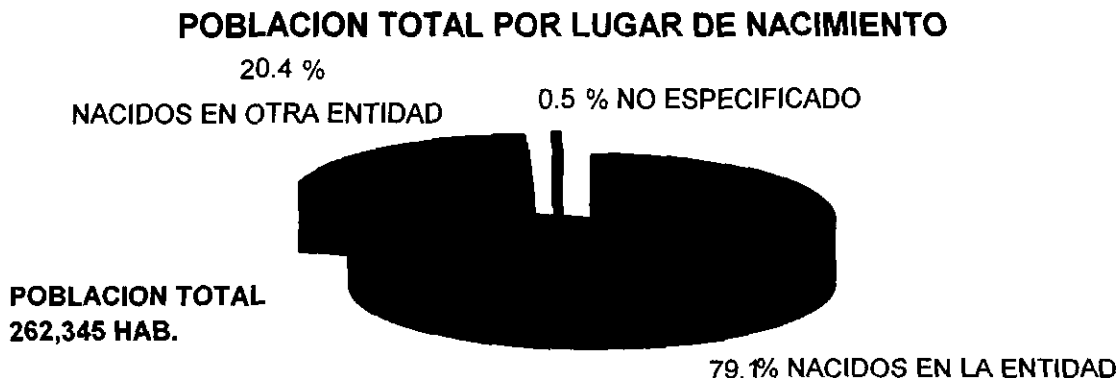 POBLACION TOTAL POR LUGAR DE NACIMIENTO
20.4 %
NACIDOS EN OTRA ENTIDAD
0.5 % NO ESPECIFICADO
POBLACION TOTAL
262,345 HAB.
79.1% NACIDOS EN LA ENTIDAD